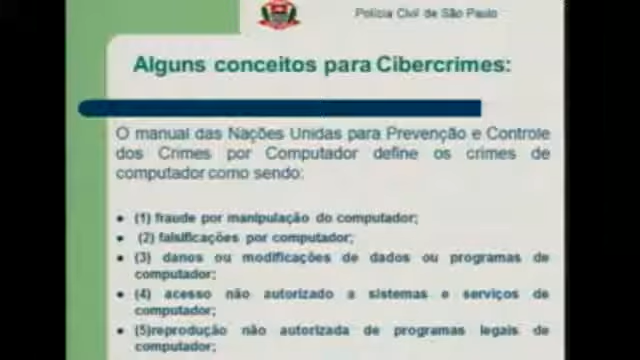 Polícia Civil de São Paulo
Alguns conceitos para Cibercrimes:
O manual das Nações Unidas para Prevenção e Controle
dos Crimes por Computador define os crimes de
computador como sendo:
• (1) fraude por manipulação do computador;
• (2) falsificações por computador;
• (3) danos ou modificações de dados ou programas de
computador;
• (4) acesso não autorizado a sistemas e serviços de
computador;
• (5)reprodução não autorizada de programas legais de
computador;